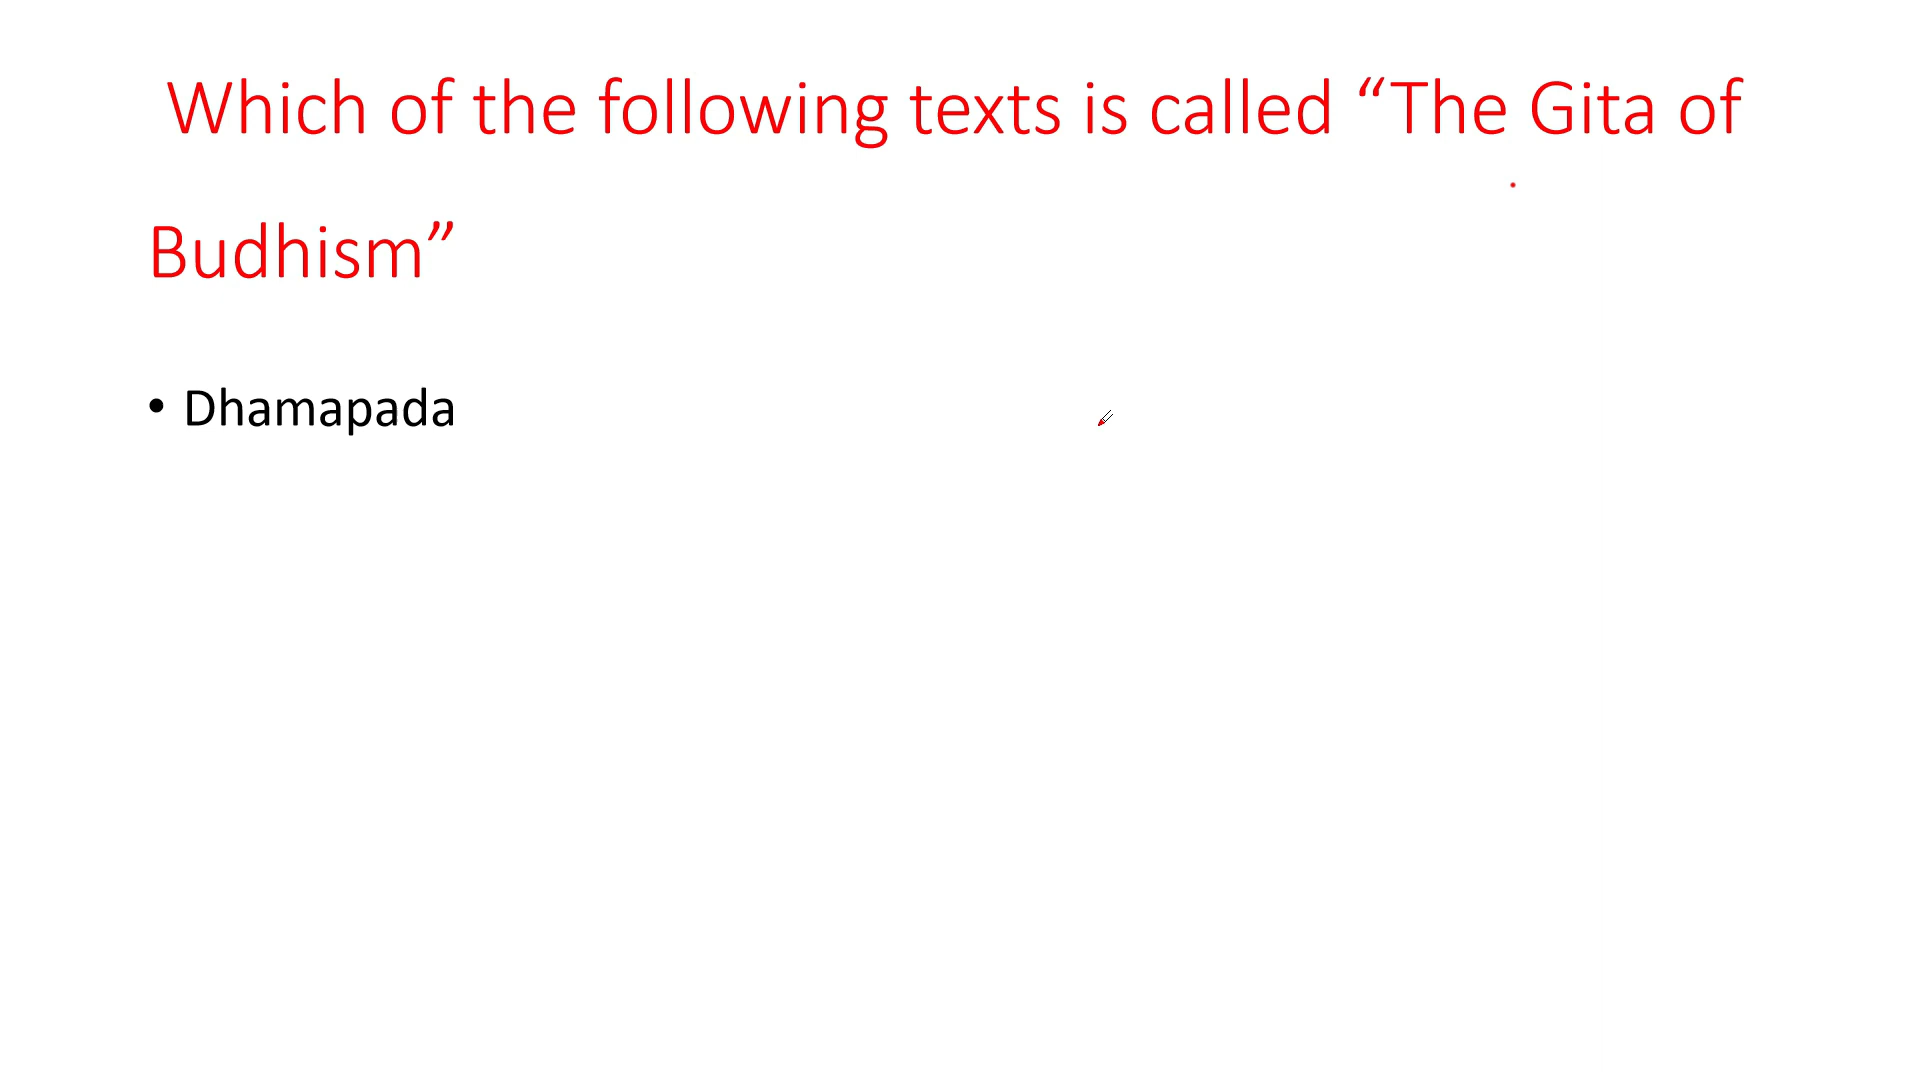 Which of the following texts is called “The Gita of
Budhism”
• Dhamapada